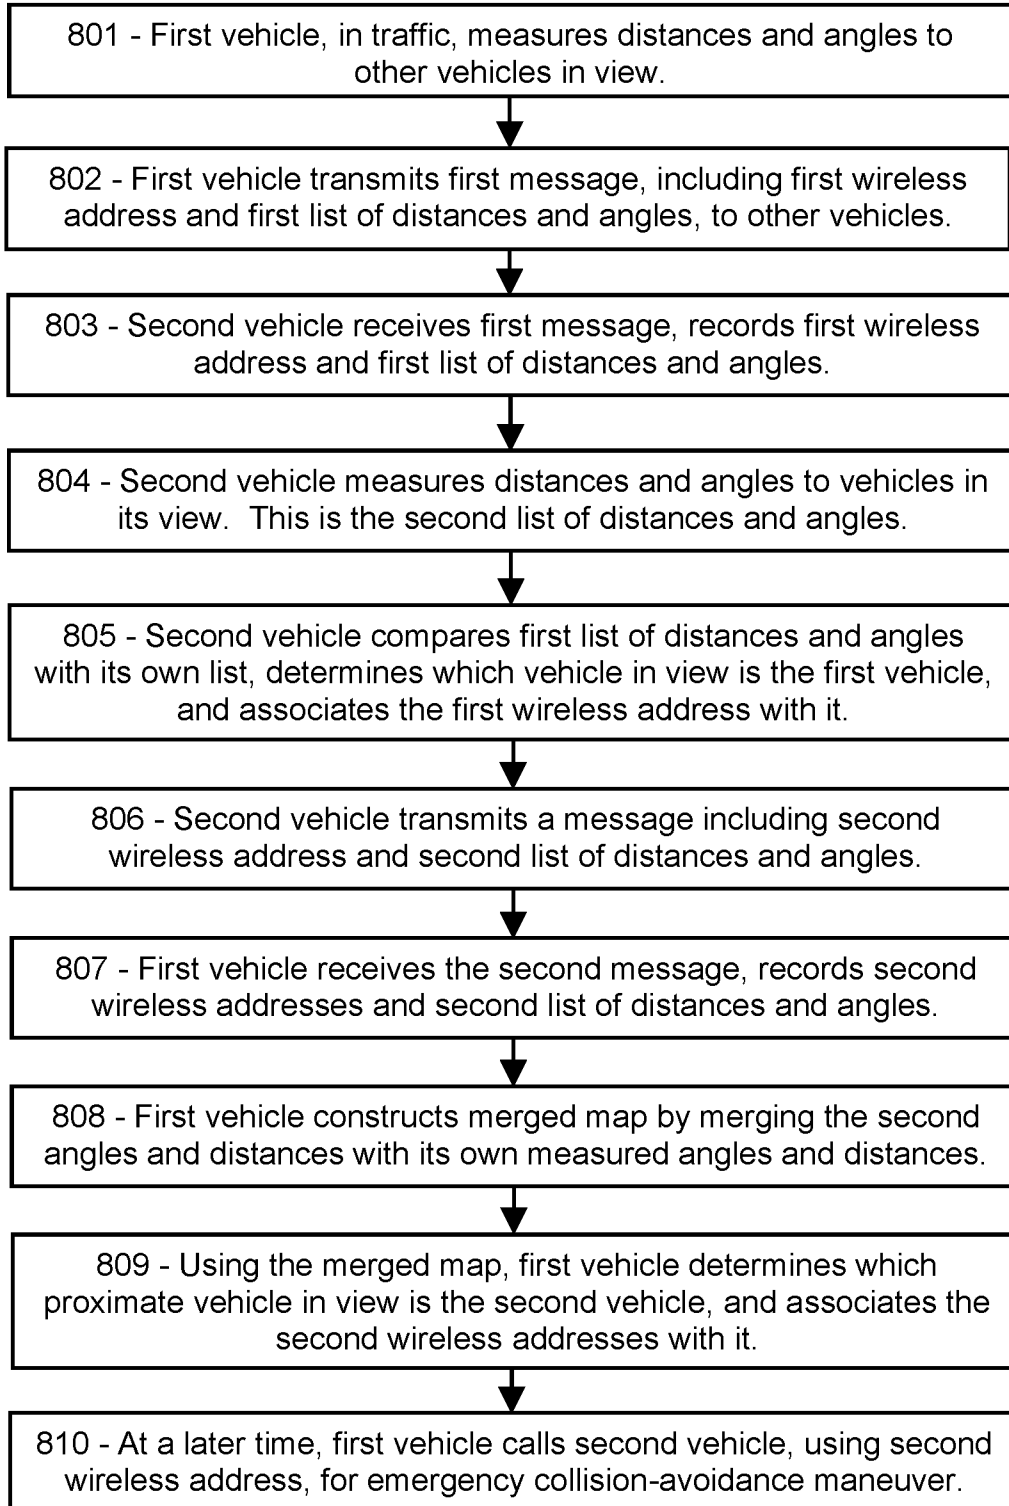 801 - First vehicle, in traffic, measures distances and angles to
other vehicles in view.
802 - First vehicle transmits first message, including first wireless
address and first list of distances and angles, to other vehicles.
803 - Second vehicle receives first message, records first wireless
address and first list of distances and angles.
804 - Second vehicle measures distances and angles to vehicles in
its view.  This is the second list of distances and angles.
805 - Second vehicle compares first list of distances and angles
with its own list, determines which vehicle in view is the first vehicle,
and associates the first wireless address with it.
806 - Second vehicle transmits a message including second
wireless address and second list of distances and angles.
807 - First vehicle receives the second message, records second
wireless addresses and second list of distances and angles.
808 - First vehicle constructs merged map by merging the second
angles and distances with its own measured angles and distances.
809 - Using the merged map, first vehicle determines which
proximate vehicle in view is the second vehicle, and associates the
second wireless addresses with it.
810 - At a later time, first vehicle calls second vehicle, using second
wireless address, for emergency collision-avoidance maneuver.